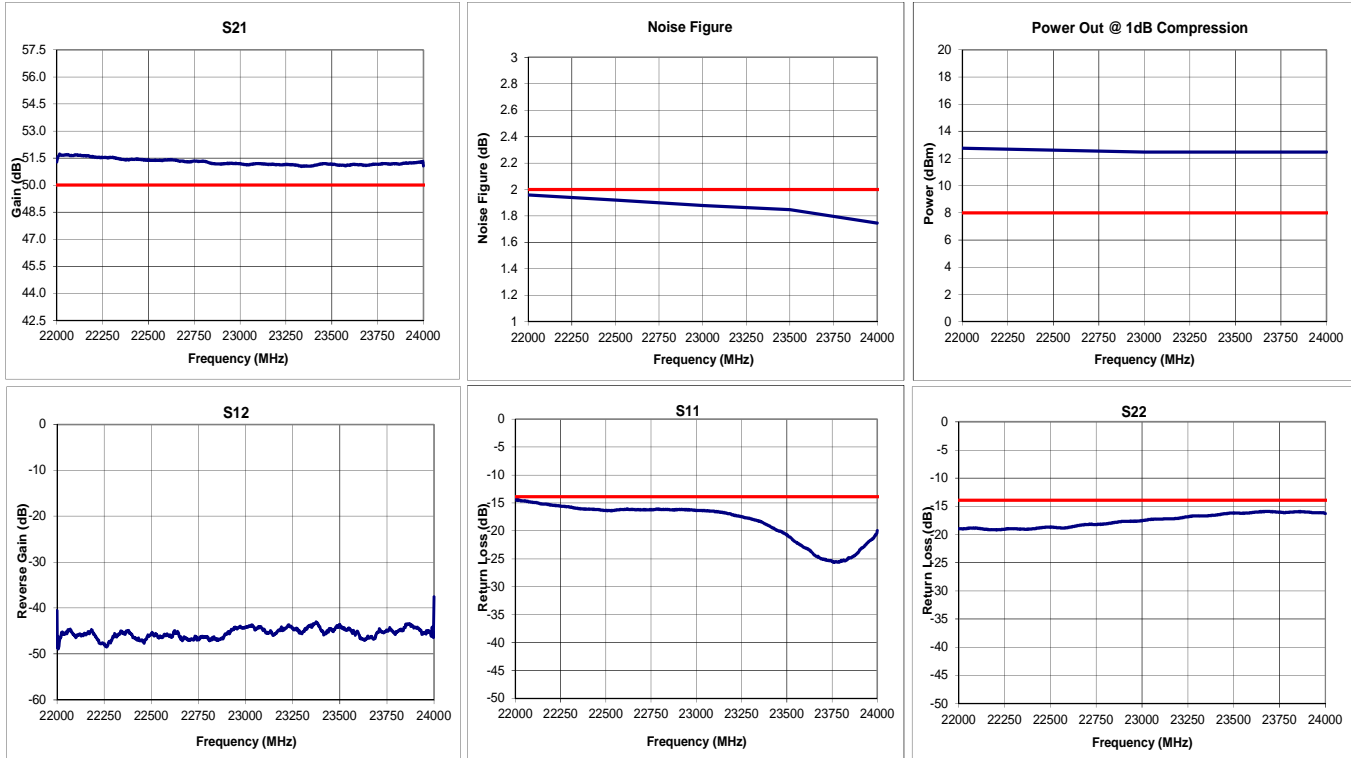 S21
57.5
56.0
54.5
53.0
51.5
50.0
48.5
47.0
45.5
44.0
42.5
Gain (dB)
22000 22250 22500 22750 23000 23250 23500 23750 24000
Frequency (MHz)
Noise Figure
3
2.8
2.6
2.4
2.2
2
1.8
1.6
1.4
1.2
1
Noise Figure (dB)
22000 22500 23000 23500 24000
Frequency (MHz)
Power Out @ 1dB Compression
20
18
16
14
12
10
8
6
4
2
0
Power (dBm)
22000 22250 22500 22750 23000 23250 23500 23750 24000
Frequency (MHz)
S12
0
-10
-20
-30
-40
-50
-60
Reverse Gain (dB)
22000 22250 22500 22750 23000 23250 23500 23750 24000
Frequency (MHz)
S11
0
-5
-10
-15
-20
-25
-30
-35
-40
-45
-50
Return Loss (dB)
22000 22250 22500 22750 23000 23250 23500 23750 24000
Frequency (MHz)
S22
0
-5
-10
-15
-20
-25
-30
-35
-40
-45
-50
Return Loss (dB)
22000 22250 22500 22750 23000 23250 23500 23750 24000
Frequency (MHz)